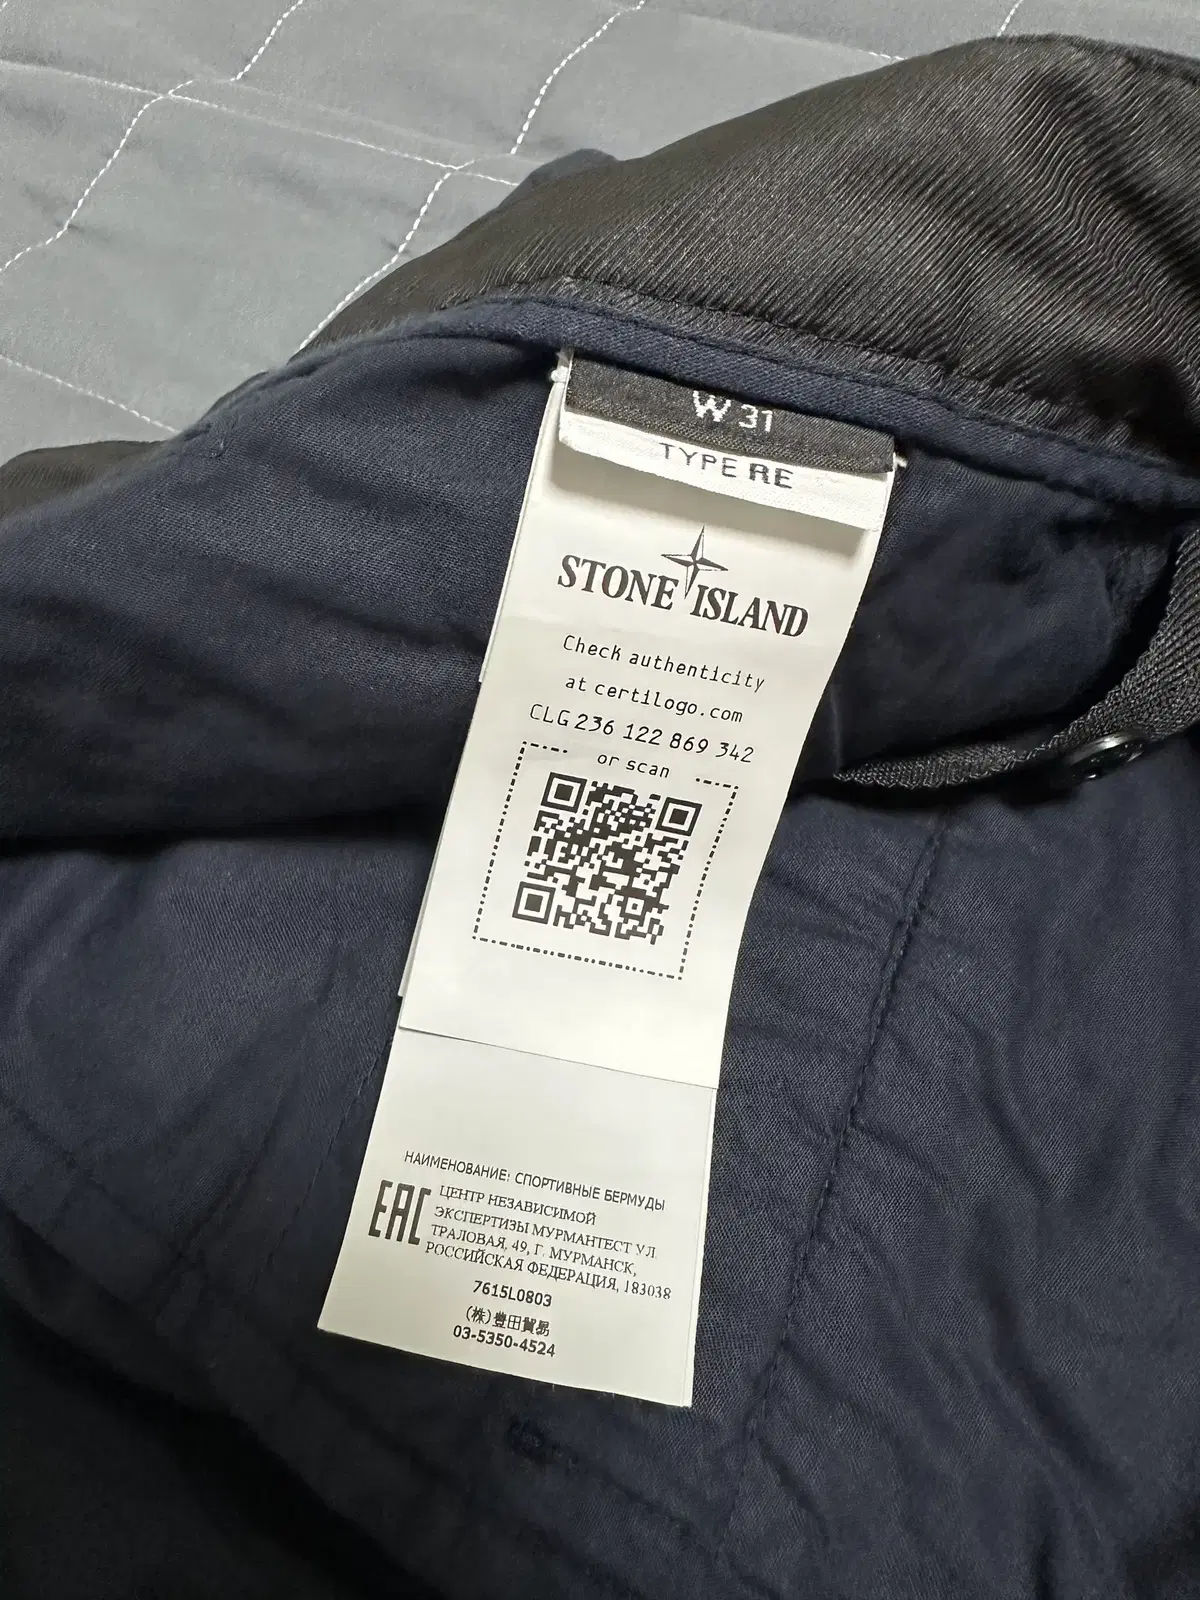 W 31
TYPE RE
STONE ISLAND
Check authenticity
at certilogo.com
CLG 236 122 869 342
or scan
НАИМЕНОВАНИЕ: СПОРТИВНЫЕ БЕРМУДЫ
EAC
ЦЕНТР НЕЗАВИСИМОЙ
ЭКСПЕРТИЗЫ МУРМАНТЕСТ УЛ.
ТРАЛОВАЯ, 49, Г. МУРМАНСК,
РОССИЙСКАЯ ФЕДЕРАЦИЯ, 183038
7615L0803
(株)豊田貿易
03-5350-4524